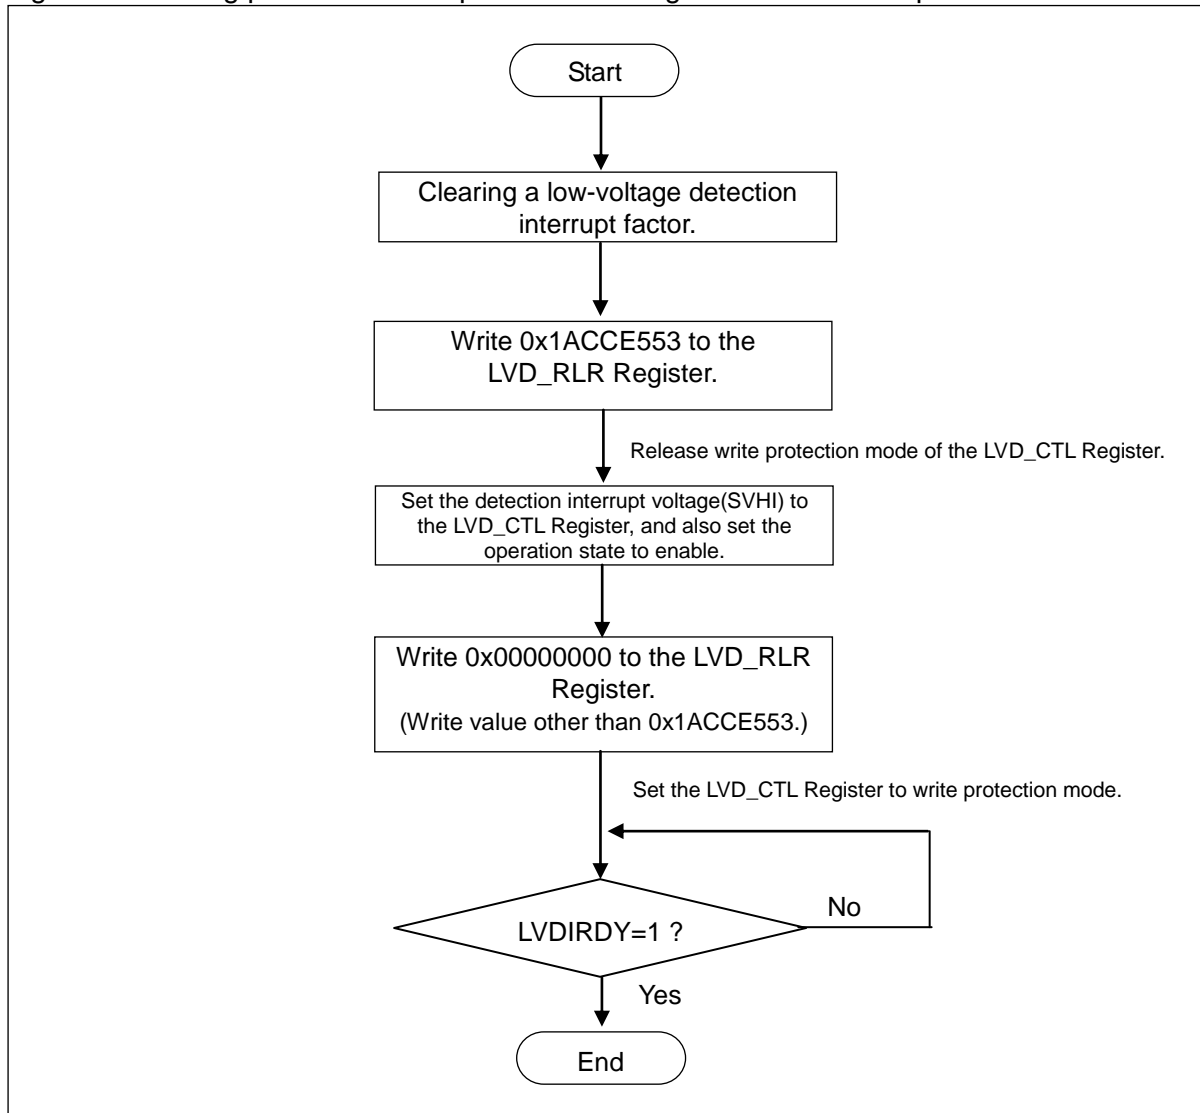 Start
Clearing a low-voltage detection
interrupt factor.
Write 0x1ACCE553 to the
LVD_RLR Register.
Release write protection mode of the LVD_CTL Register.
Set the detection interrupt voltage(SVHI) to
the LVD_CTL Register, and also set the
operation state to enable.
Write 0x00000000 to the LVD_RLR
Register.
(Write value other than 0x1ACCE553.)
Set the LVD_CTL Register to write protection mode.
No
LVDIRDY=1 ?
Yes
End